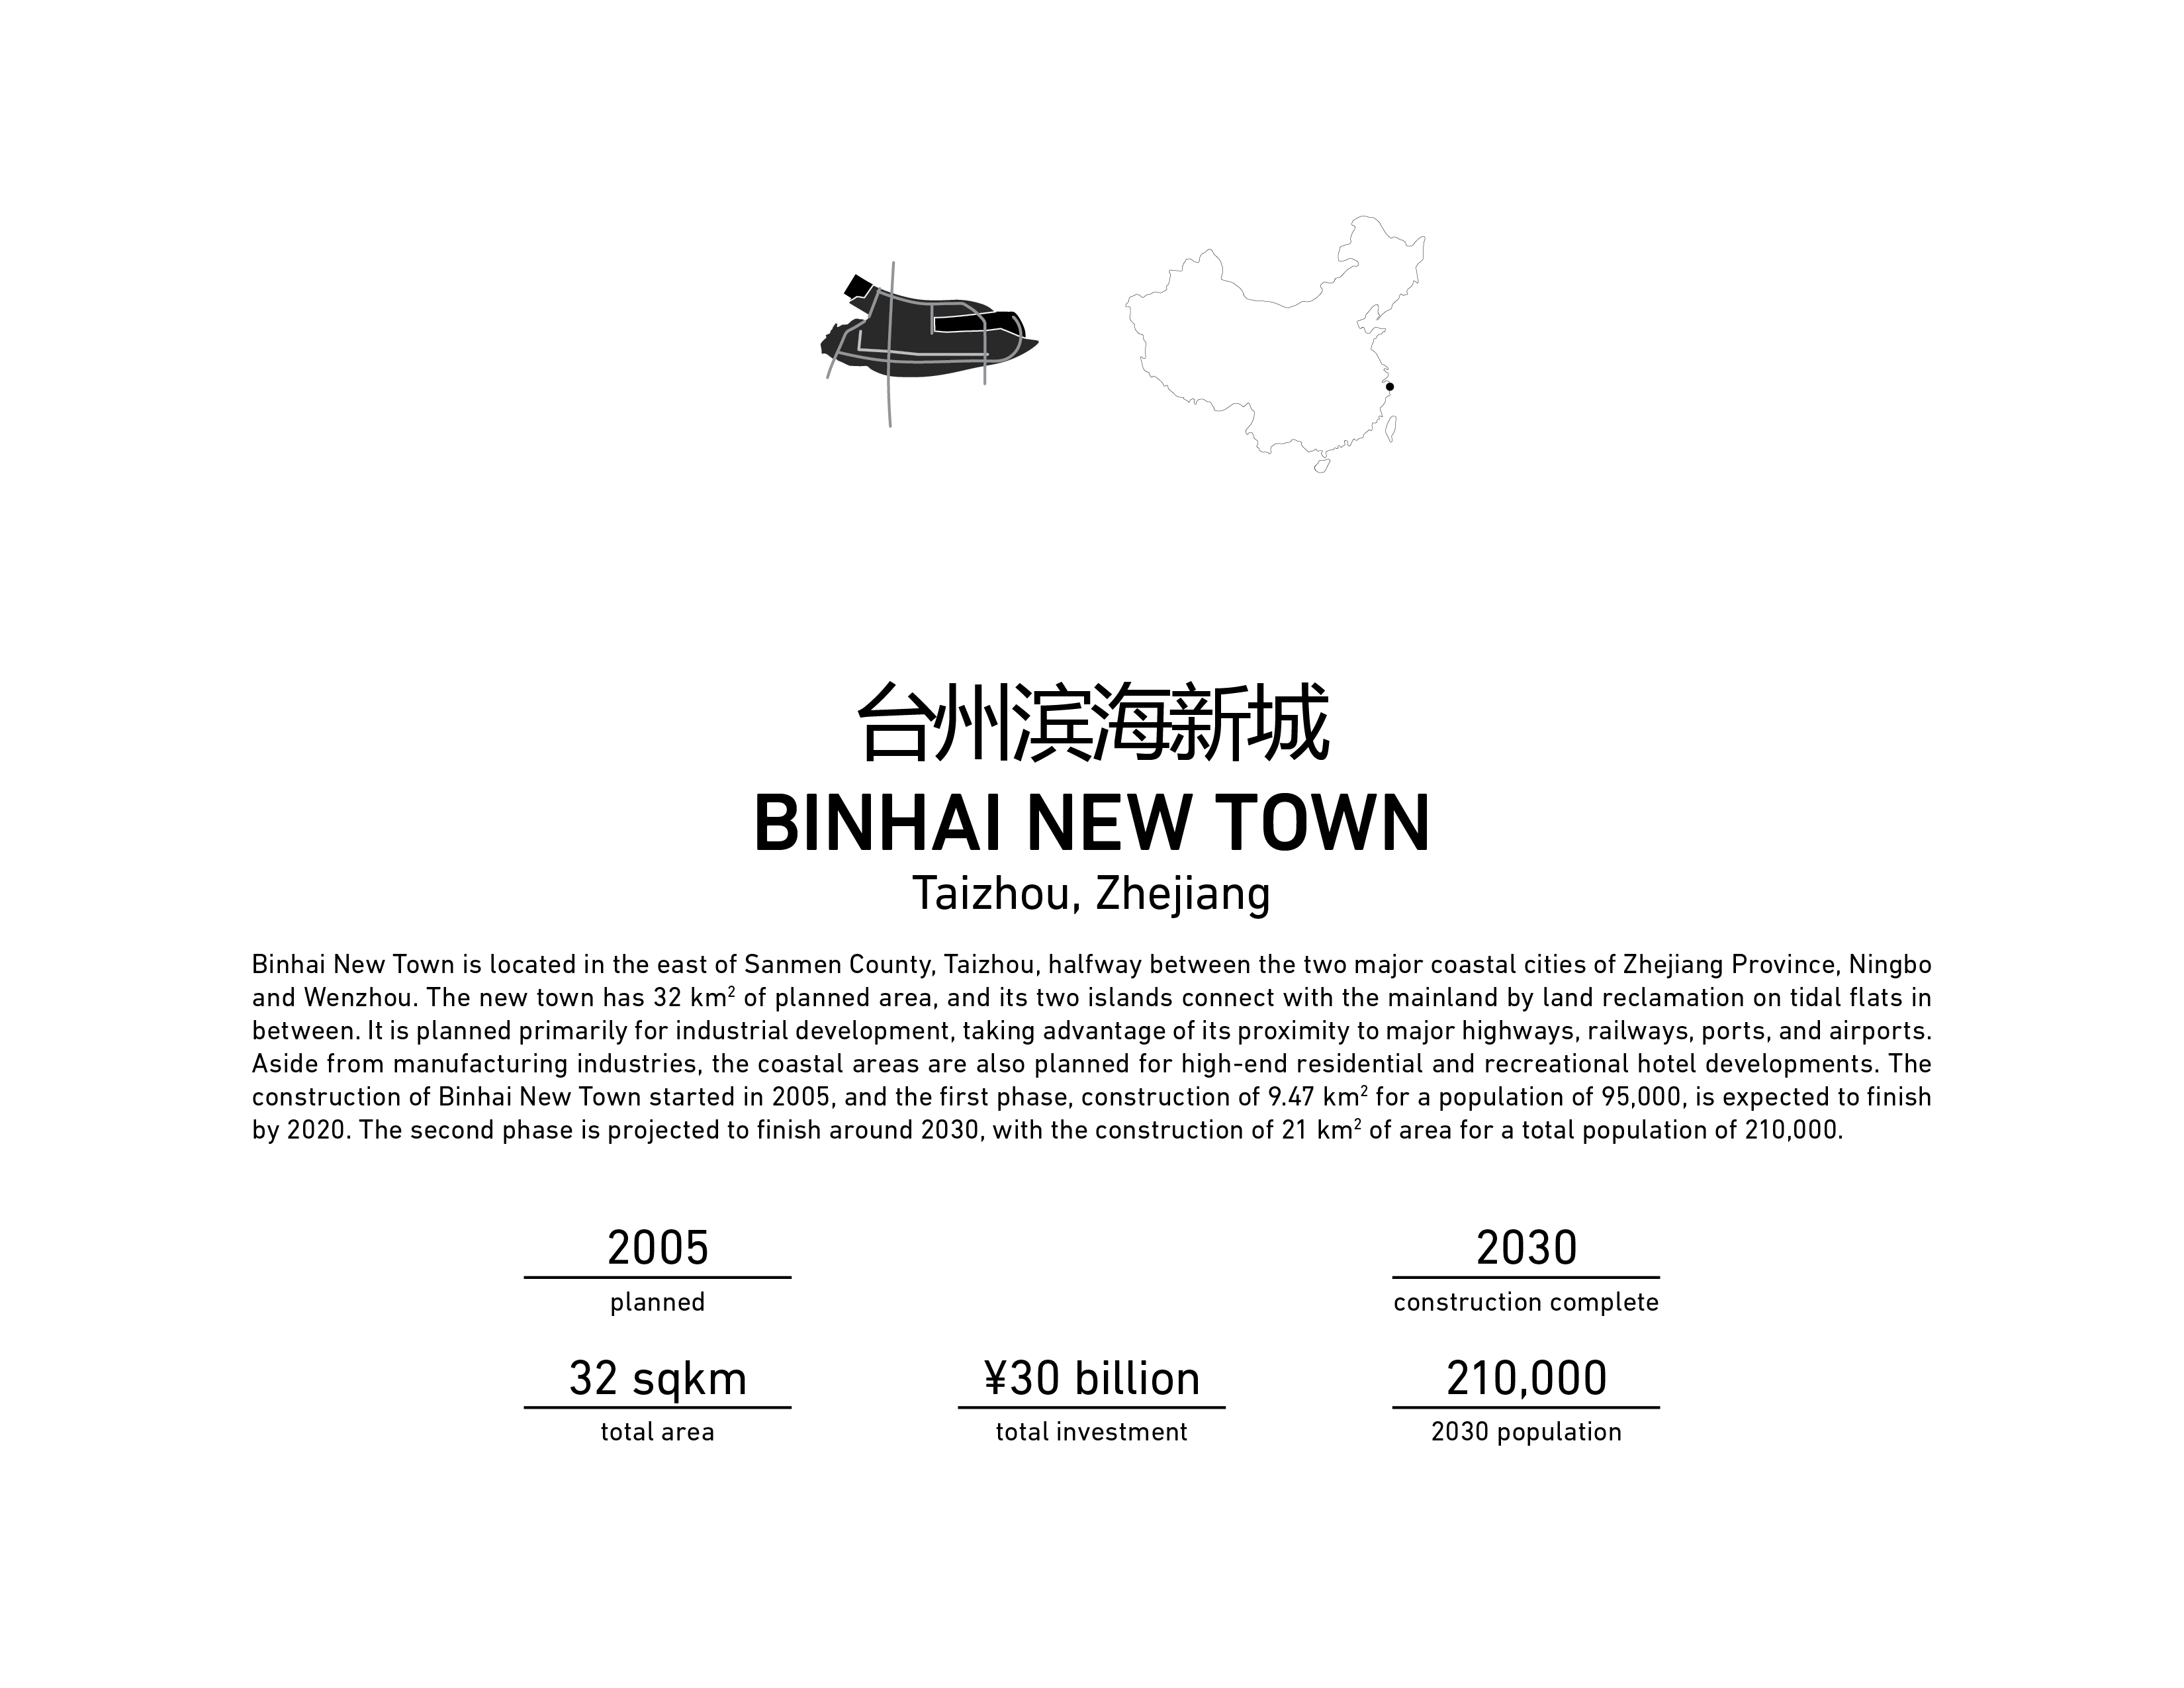 台州滨海新城
BINHAI NEW TOWN
Taizhou, Zhejiang
Binhai New Town is located in the east of Sanmen County, Taizhou, halfway between the two major coastal cities of Zhejiang Province, Ningbo
and Wenzhou. The new town has 32 km² of planned area, and its two islands connect with the mainland by land reclamation on tidal flats in
between. It is planned primarily for industrial development, taking advantage of its proximity to major highways, railways, ports, and airports.
Aside from manufacturing industries, the coastal areas are also planned for high-end residential and recreational hotel developments. The
construction of Binhai New Town started in 2005, and the first phase, construction of 9.47 km² for a population of 95,000, is expected to finish
by 2020. The second phase is projected to finish around 2030, with the construction of 21 km² of area for a total population of 210,000.
2005
planned
2030
construction complete
32 sqkm
total area
¥30 billion
total investment
210,000
2030 population